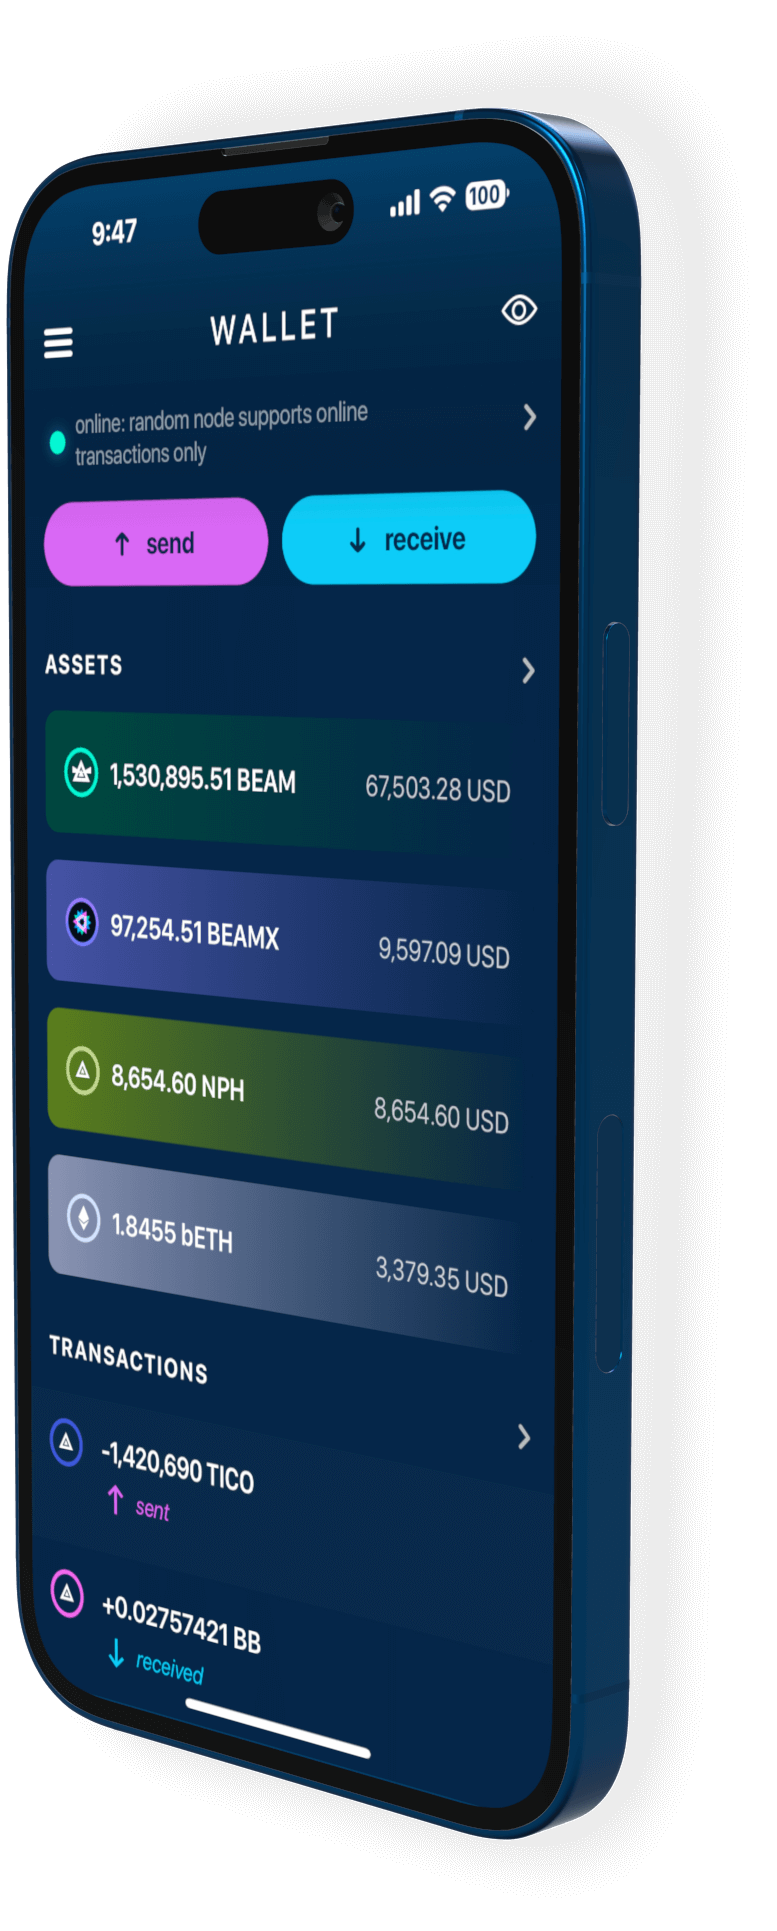 9:47
100
WALLET
online: random node supports online
transactions only
send
receive
ASSETS
1,530,895.51 BEAM
67,503.28 USD
97,254.51 BEAMX
9,597.09 USD
8,654.60 NPH
8,654.60 USD
1.8455 bETH
3,379.35 USD
TRANSACTIONS
-1,420,690 TICO
sent
+0.02757421 BB
received